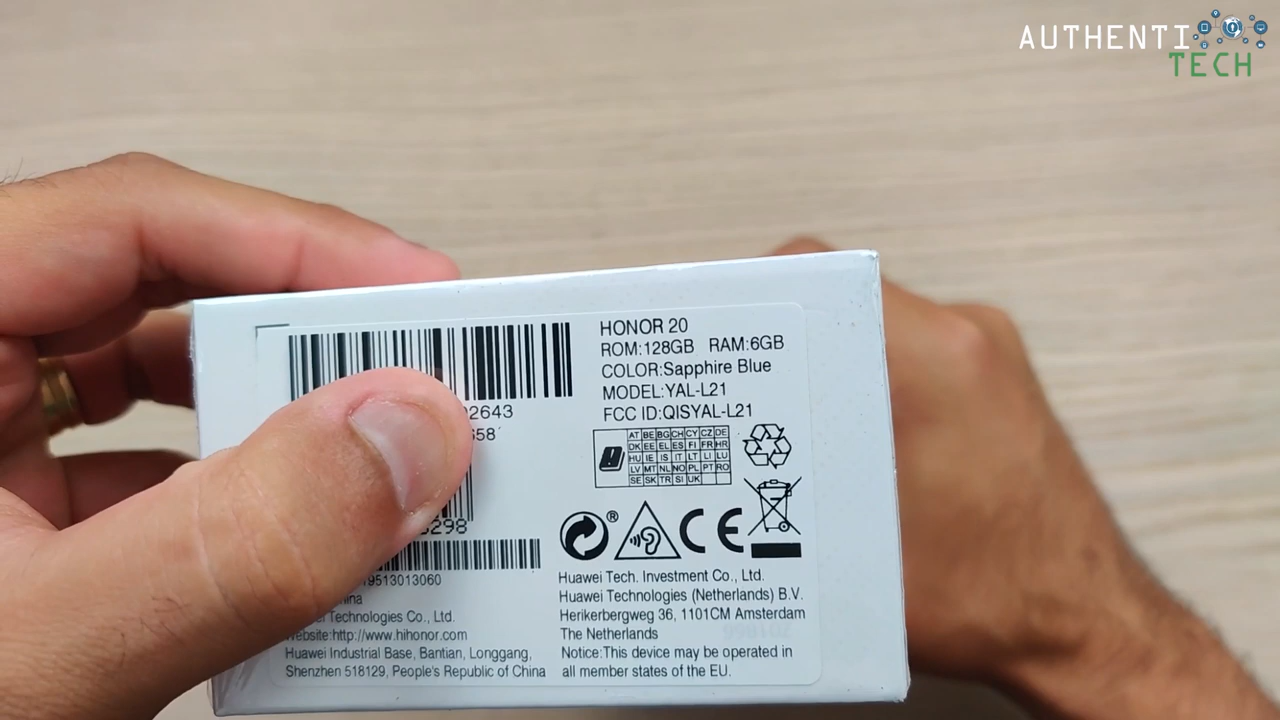 AUTHENTI
TECH
HONOR 20
ROM:128GB RAM:6GB
COLOR:Sapphire Blue
MODEL:YAL-L21
FCC ID:QISYAL-L21
AT BE BG CH CY CZ DE
DK EE EL ES FI FR HR
HU IE IS IT LT LI LU
LV MT NL NO PL PT RO
SE SK TR SI UK
®
CE
2643
658
298
19513013060
Technologies Co., Ltd.
Website:http://www.hihonor.com
Huawei Industrial Base, Bantian, Longgang,
Shenzhen 518129, People's Republic of China
Huawei Tech. Investment Co., Ltd.
Huawei Technologies (Netherlands) B.V.
Herikerbergweg 36, 1101CM Amsterdam
The Netherlands
Notice:This device may be operated in
all member states of the EU.